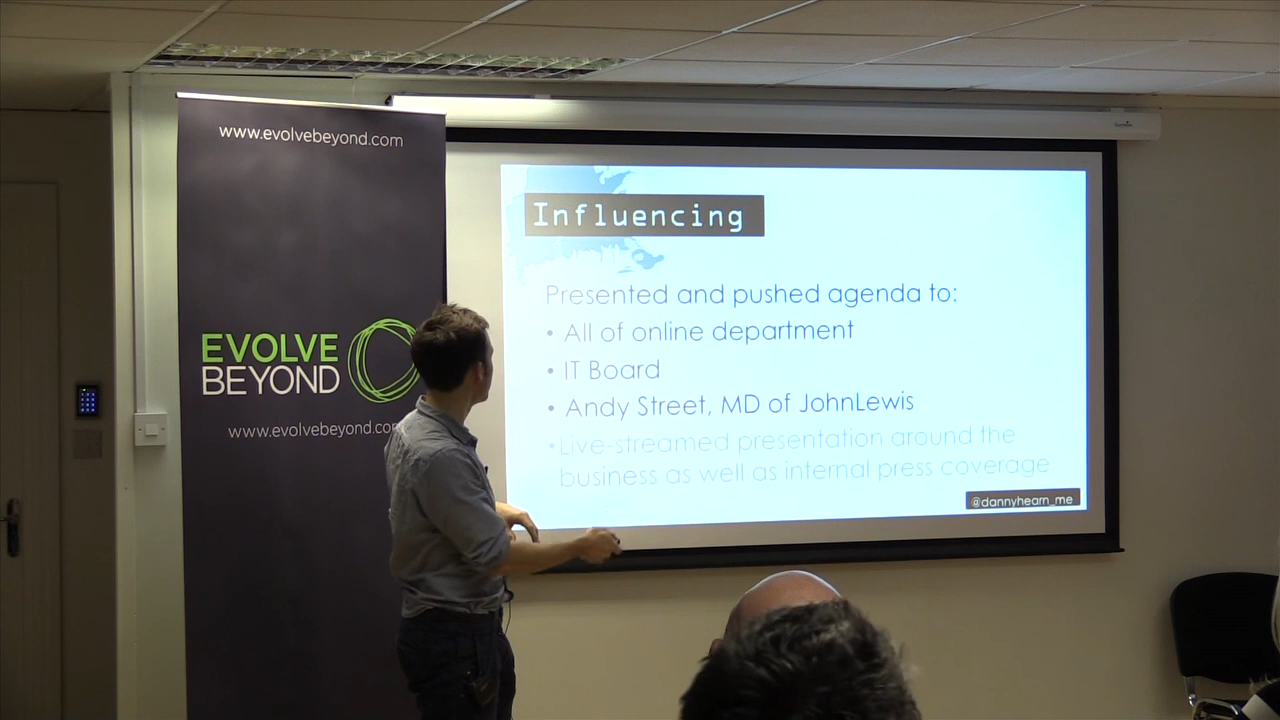 www.evolvebeyond.com
EVOLVE
BEYOND
www.evolvebeyond.com
Influencing
Presented and pushed agenda to:
• All of online department
• IT Board
• Andy Street, MD of JohnLewis
• Live-streamed presentation around the
business as well as internal press coverage
@dannyhearn_me